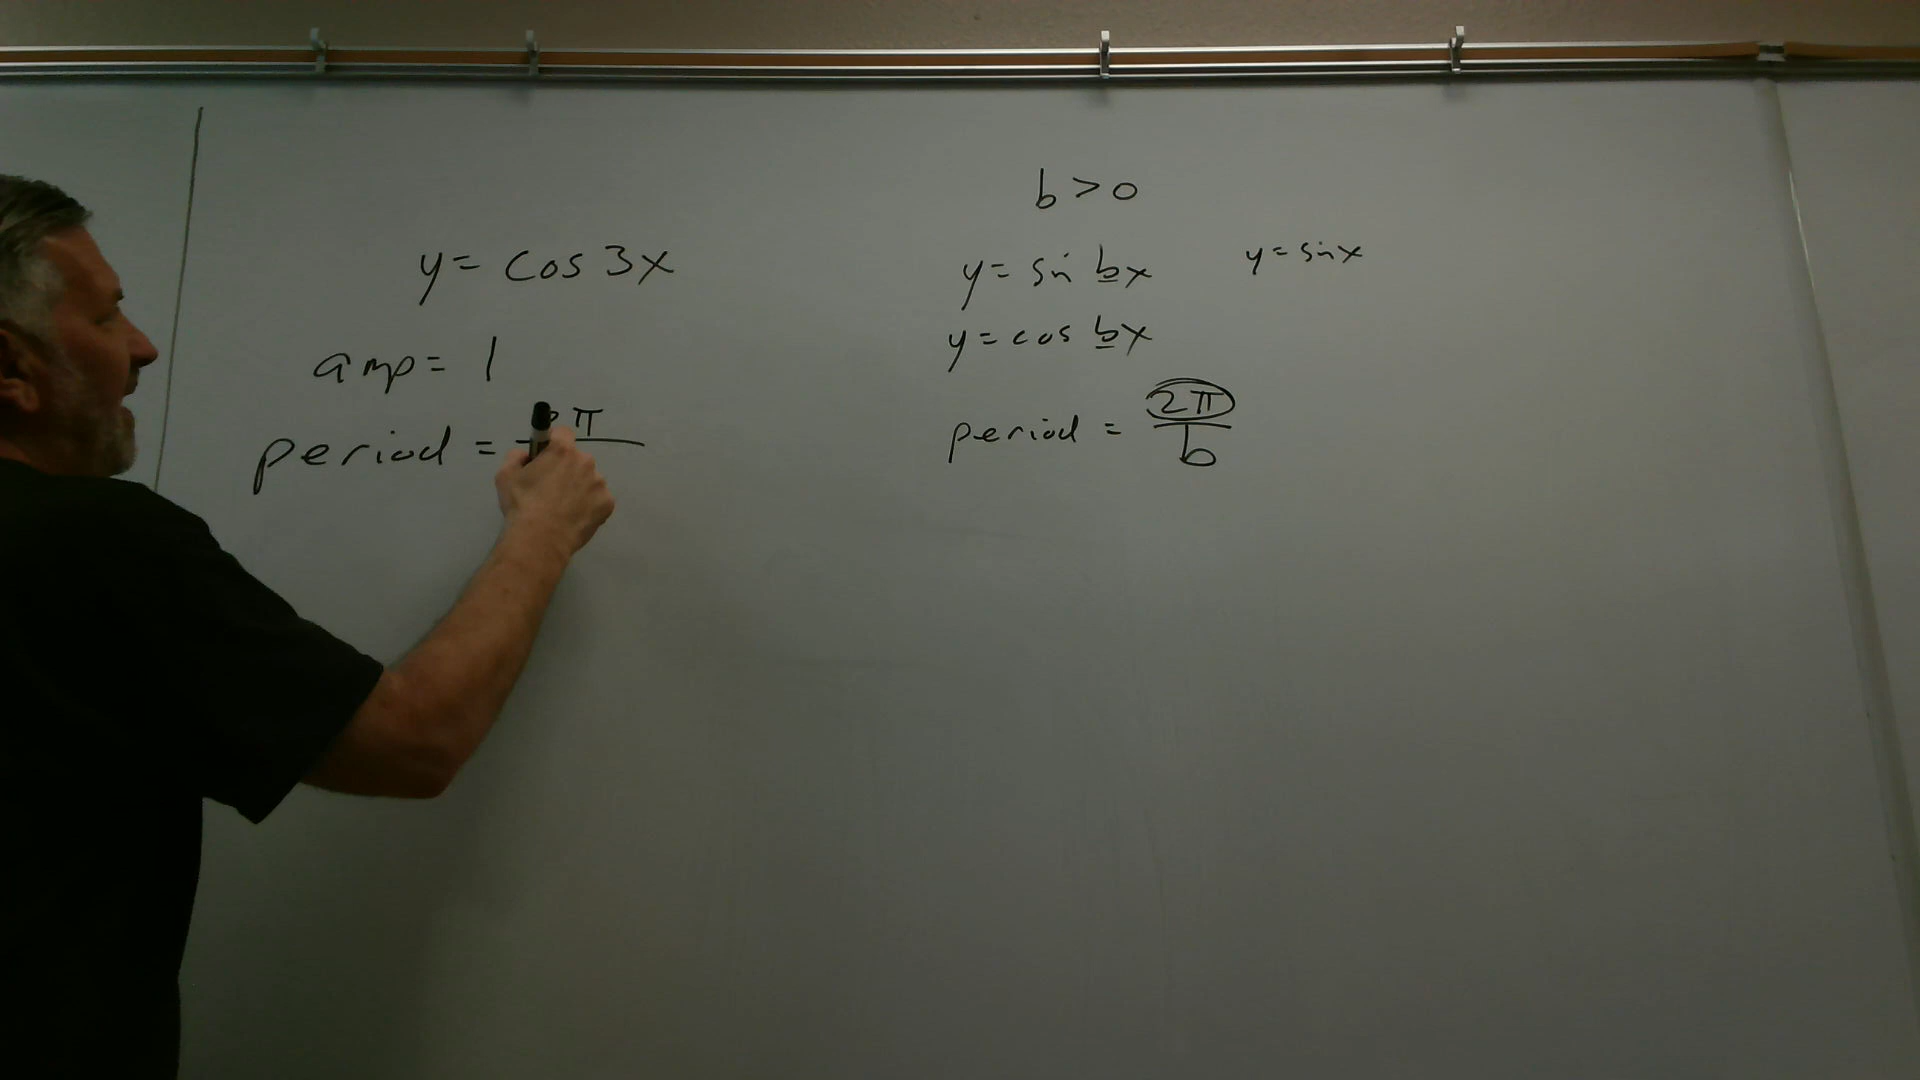 y = cos 3x
amp = 1
period = π
b > 0
y = sin bx
y = sin x
y = cos bx
period = 2π/b